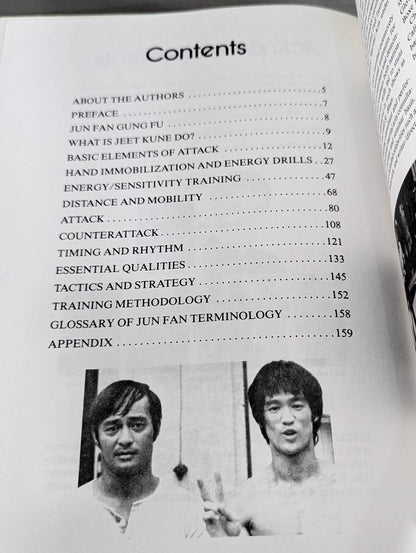 Contents
ABOUT THE AUTHORS . . . . . . . . . . . . . . . . . . . . . . . . . . . . 5
PREFACE . . . . . . . . . . . . . . . . . . . . . . . . . . . . . . . . . . . . . . . 7
JUN FAN GUNG FU . . . . . . . . . . . . . . . . . . . . . . . . . . . . . . 8
WHAT IS JEET KUNE DO? . . . . . . . . . . . . . . . . . . . . . . . . 9
BASIC ELEMENTS OF ATTACK . . . . . . . . . . . . . . . . . . . 12
HAND IMMOBILIZATION AND ENERGY DRILLS . . 27
ENERGY/SENSITIVITY TRAINING . . . . . . . . . . . . . . . . 47
DISTANCE AND MOBILITY . . . . . . . . . . . . . . . . . . . . . . 68
ATTACK . . . . . . . . . . . . . . . . . . . . . . . . . . . . . . . . . . . . . . . 80
COUNTERATTACK . . . . . . . . . . . . . . . . . . . . . . . . . . . . 108
TIMING AND RHYTHM . . . . . . . . . . . . . . . . . . . . . . . . 121
ESSENTIAL QUALITIES . . . . . . . . . . . . . . . . . . . . . . . . 133
TACTICS AND STRATEGY . . . . . . . . . . . . . . . . . . . . . . 145
TRAINING METHODOLOGY . . . . . . . . . . . . . . . . . . . . 152
GLOSSARY OF JUN FAN TERMINOLOGY . . . . . . . . 158
APPENDIX . . . . . . . . . . . . . . . . . . . . . . . . . . . . . . . . . . . . 159